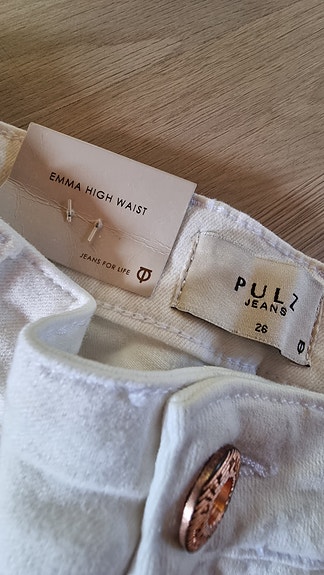 EMMA HIGH WAIST
JEANS FOR LIFE
PULZ
JEANS
26